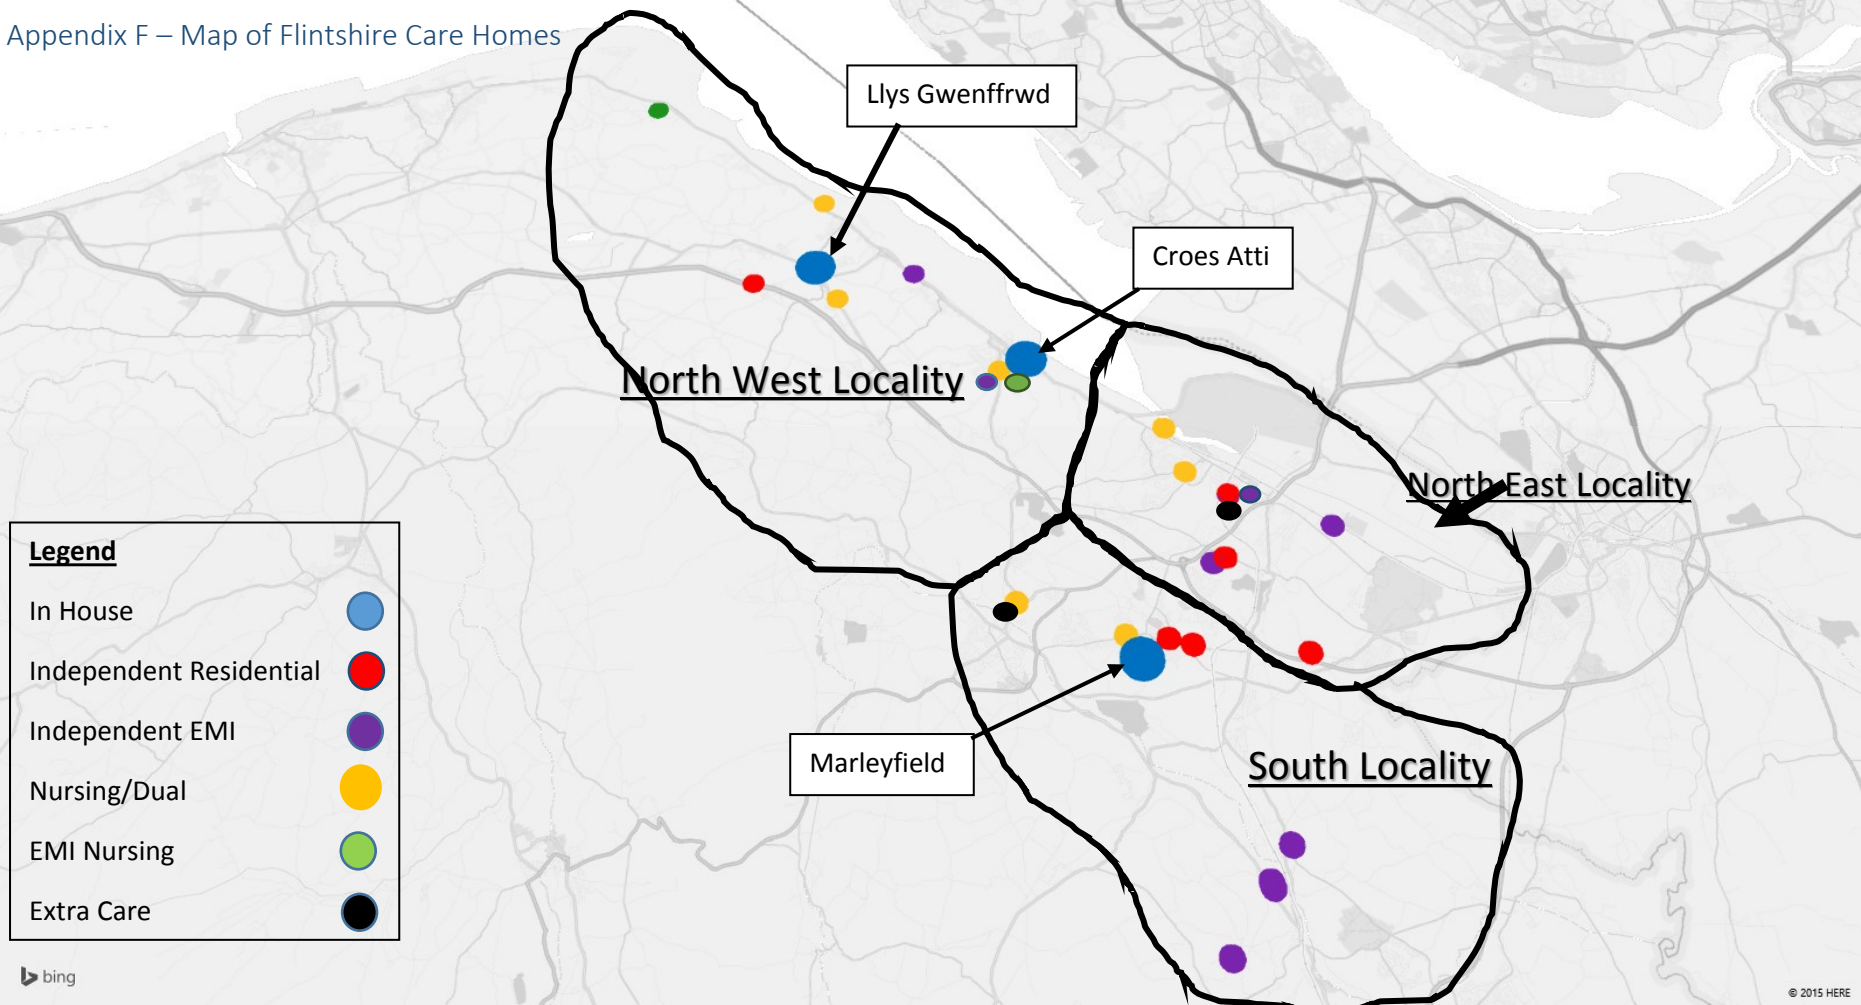 Appendix F – Map of Flintshire Care Homes
Llys Gwenffrwd
Croes Atti
North West Locality
North East Locality
Marleyfield
South Locality
Legend
In House
Independent Residential
Independent EMI
Nursing/Dual
EMI Nursing
Extra Care
bing
© 2015 HERE